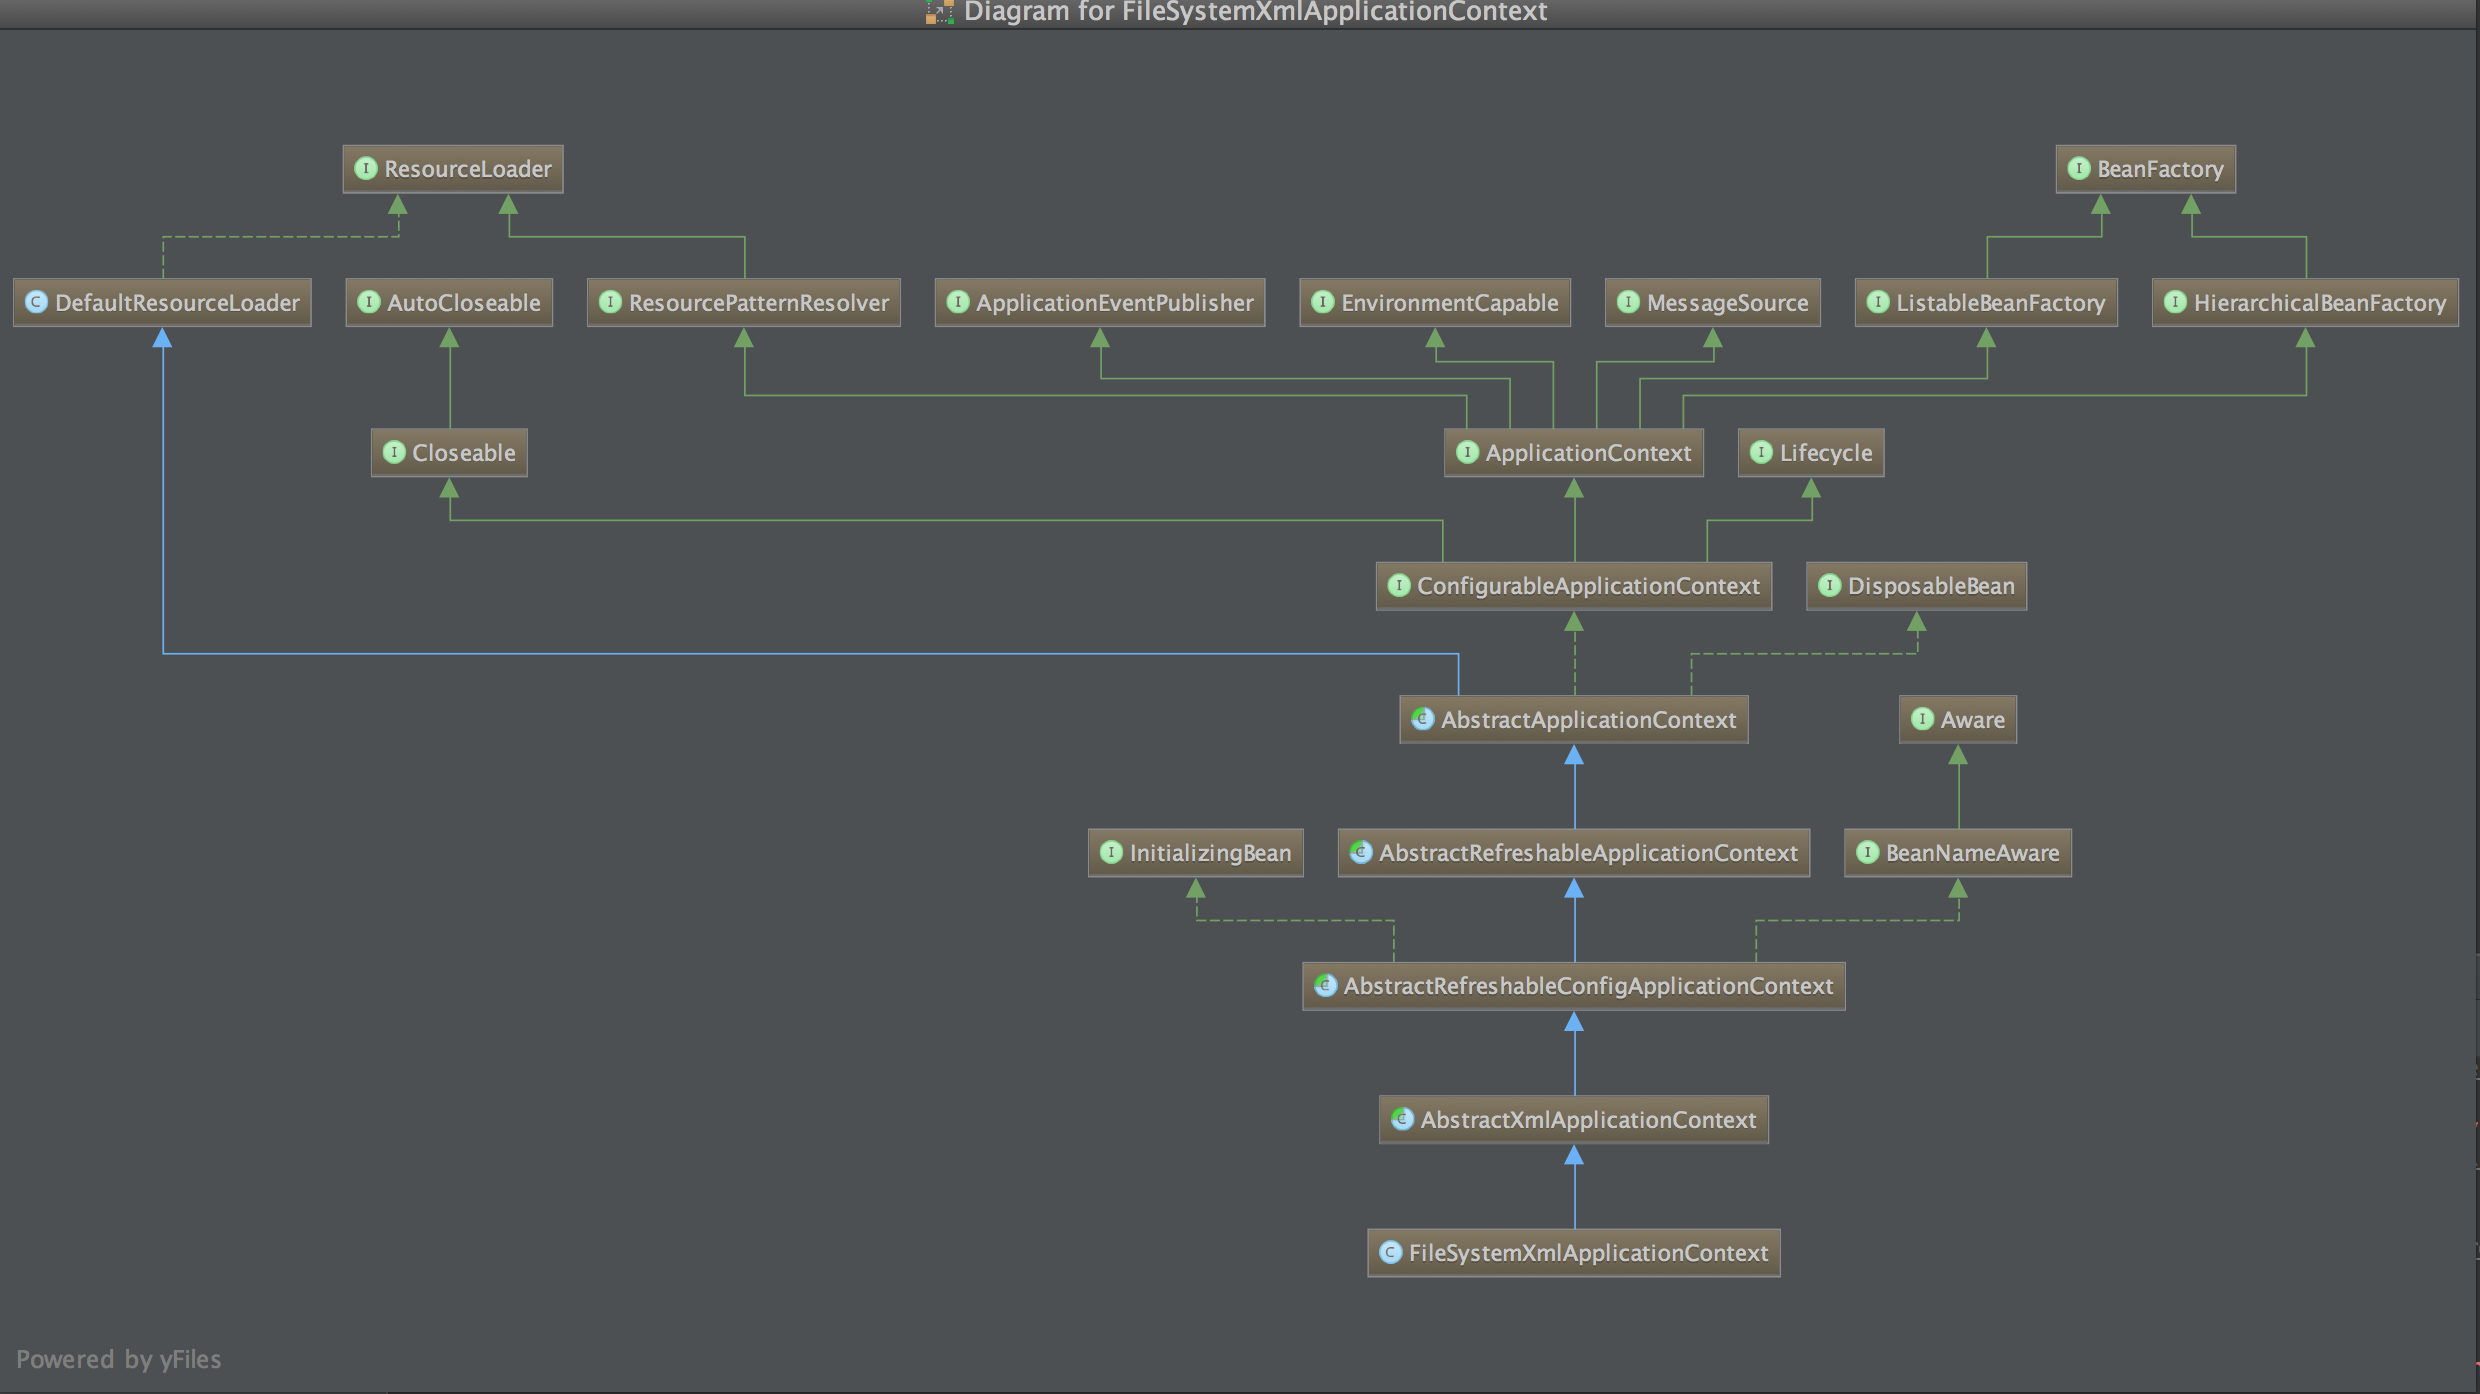 Diagram for FileSystemXmlApplicationContext
I ResourceLoader
I BeanFactory
C DefaultResourceLoader
I AutoCloseable
I ResourcePatternResolver
I ApplicationEventPublisher
I EnvironmentCapable
I MessageSource
I ListableBeanFactory
I HierarchicalBeanFactory
I Closeable
I ApplicationContext
I Lifecycle
I ConfigurableApplicationContext
I DisposableBean
C AbstractApplicationContext
I Aware
I InitializingBean
C AbstractRefreshableApplicationContext
I BeanNameAware
C AbstractRefreshableConfigApplicationContext
C AbstractXmlApplicationContext
C FileSystemXmlApplicationContext
Powered by yFiles